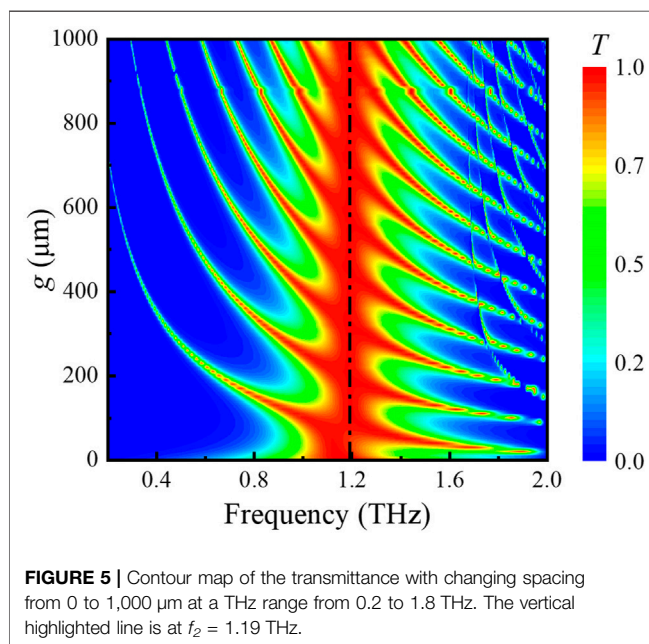 1000
800
600
400
200
0
g (μm)
0.4 0.8 1.2 1.6 2.0
Frequency (THz)
T
1.0
0.7
0.5
0.2
0.0
FIGURE 5 | Contour map of the transmittance with changing spacing
from 0 to 1,000 μm at a THz range from 0.2 to 1.8 THz. The vertical
highlighted line is at f₂ = 1.19 THz.